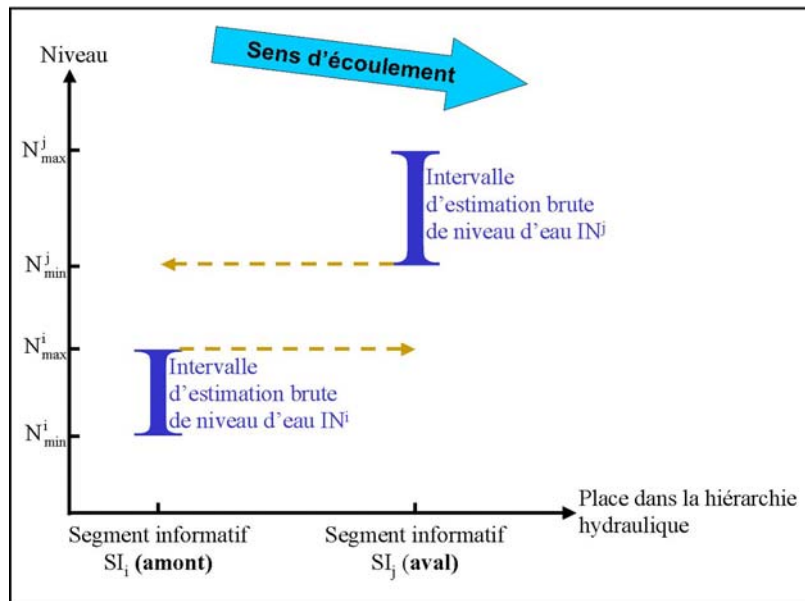 Sens d'écoulement
Niveau
N^j_max
Intervalle
d'estimation brute
de niveau d'eau IN^j
N^j_min
N^i_max
Intervalle
d'estimation brute
de niveau d'eau IN^i
N^i_min
Place dans la hiérarchie
hydraulique
Segment informatif
SI_i (amont)
Segment informatif
SI_j (aval)